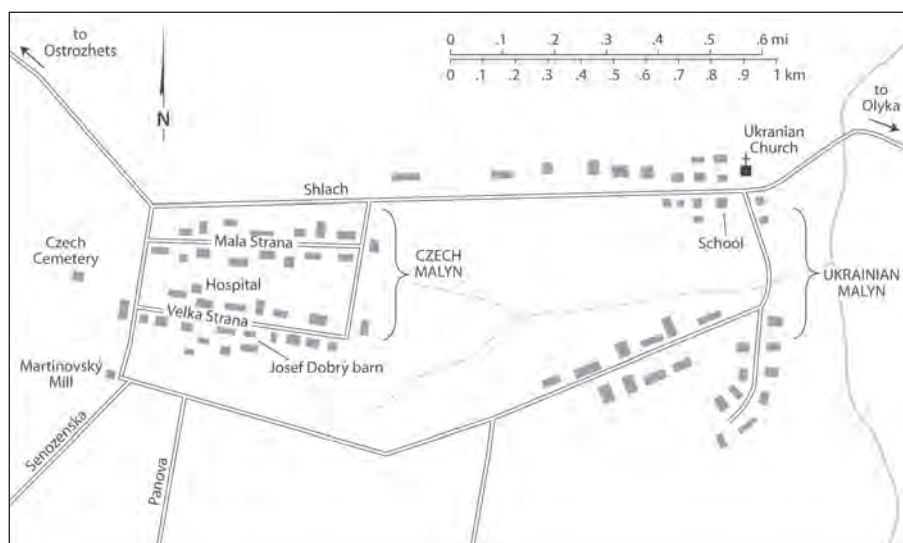 to
Ostrozhets
0 .1 .2 .3 .4 .5 .6 mi
0 .1 .2 .3 .4 .5 .6 .7 .8 .9 1 km
N
to
Olyka
Ukranian
Church
Shlach
School
Czech
Cemetery
Mala Strana
CZECH
MALYN
UKRAINIAN
MALYN
Hospital
Velka Strana
Josef Dobrý barn
Martinovský
Mill
Senozenska
Panova